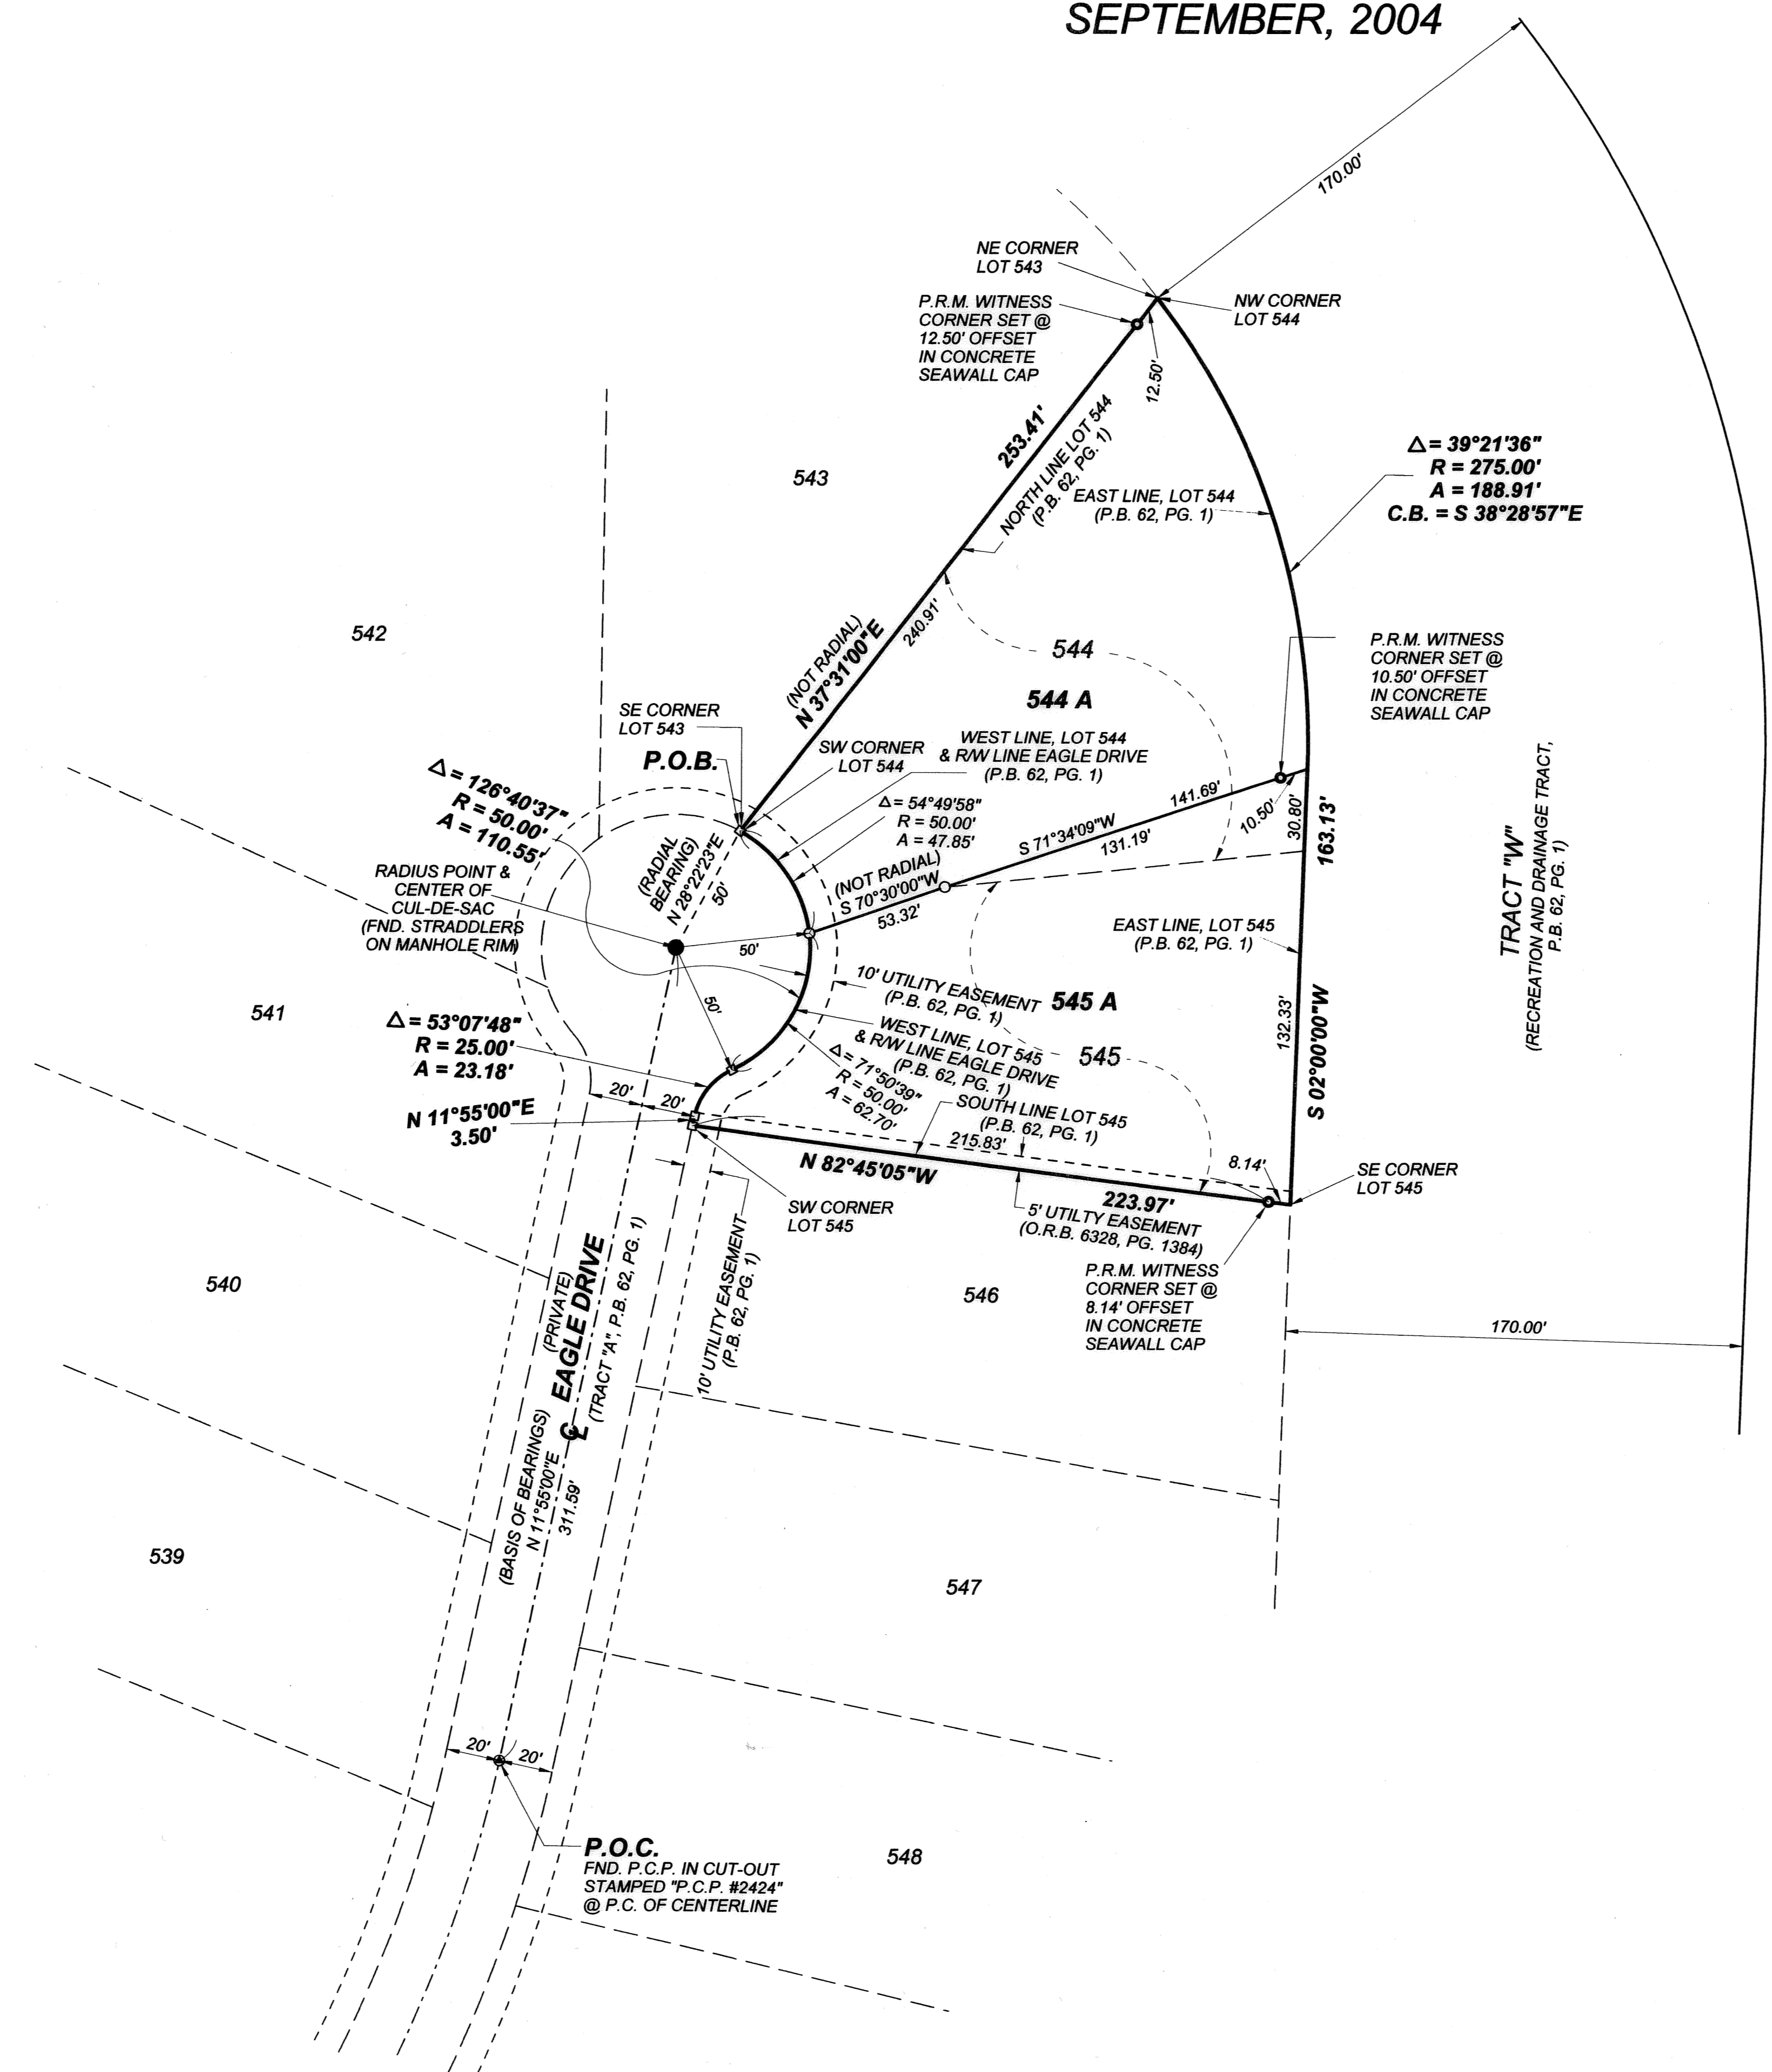 SEPTEMBER, 2004
170.00'
NE CORNER
LOT 543
P.R.M. WITNESS
CORNER SET @
12.50' OFFSET
IN CONCRETE
SEAWALL CAP
NW CORNER
LOT 544
12.50'
253.41'
NORTH LINE LOT 544
(P.B. 62, PG. 1)
543
EAST LINE, LOT 544
(P.B. 62, PG. 1)
Δ = 39°21'36"
R = 275.00'
A = 188.91'
C.B. = S 38°28'57"E
542
(NOT RADIAL)
N 37°31'00"E
240.91'
544
544 A
P.R.M. WITNESS
CORNER SET @
10.50' OFFSET
IN CONCRETE
SEAWALL CAP
SE CORNER
LOT 543
P.O.B.
SW CORNER
LOT 544
WEST LINE, LOT 544
& R/W LINE EAGLE DRIVE
(P.B. 62, PG. 1)
Δ = 54°49'58"
R = 50.00'
A = 47.85'
Δ = 126°40'37"
R = 50.00'
A = 110.55'
(RADIAL
BEARING)
N 28°22'23"E
50'
(NOT RADIAL)
S 70°30'00"W
53.32'
S 71°34'09"W
131.19'
141.69'
10.50'
30.80'
163.13'
RADIUS POINT &
CENTER OF
CUL-DE-SAC
(FND. STRADDLERS
ON MANHOLE RIM)
50'
50'
TRACT "W"
(RECREATION AND DRAINAGE TRACT,
P.B. 62, PG. 1)
EAST LINE, LOT 545
(P.B. 62, PG. 1)
10' UTILITY EASEMENT
(P.B. 62, PG. 1)
545 A
541
Δ = 53°07'48"
R = 25.00'
A = 23.18'
WEST LINE, LOT 545
& R/W LINE EAGLE DRIVE
(P.B. 62, PG. 1)
Δ = 71°50'39"
R = 50.00'
A = 62.70'
545
132.33'
S 02°00'00"W
20'
20'
N 11°55'00"E
3.50'
SOUTH LINE LOT 545
(P.B. 62, PG. 1)
215.83'
N 82°45'05"W
223.97'
8.14'
SE CORNER
LOT 545
SW CORNER
LOT 545
5' UTILTY EASEMENT
(O.R.B. 6328, PG. 1384)
P.R.M. WITNESS
CORNER SET @
8.14' OFFSET
IN CONCRETE
SEAWALL CAP
540
546
170.00'
(PRIVATE)
EAGLE DRIVE
(TRACT "A", P.B. 62, PG. 1)
10' UTILITY EASEMENT
(P.B. 62, PG. 1)
(BASIS OF BEARINGS)
N 11°55'00"E
311.59'
℄
539
547
20'
20'
P.O.C.
FND. P.C.P. IN CUT-OUT
STAMPED "P.C.P. #2424"
@ P.C. OF CENTERLINE
548